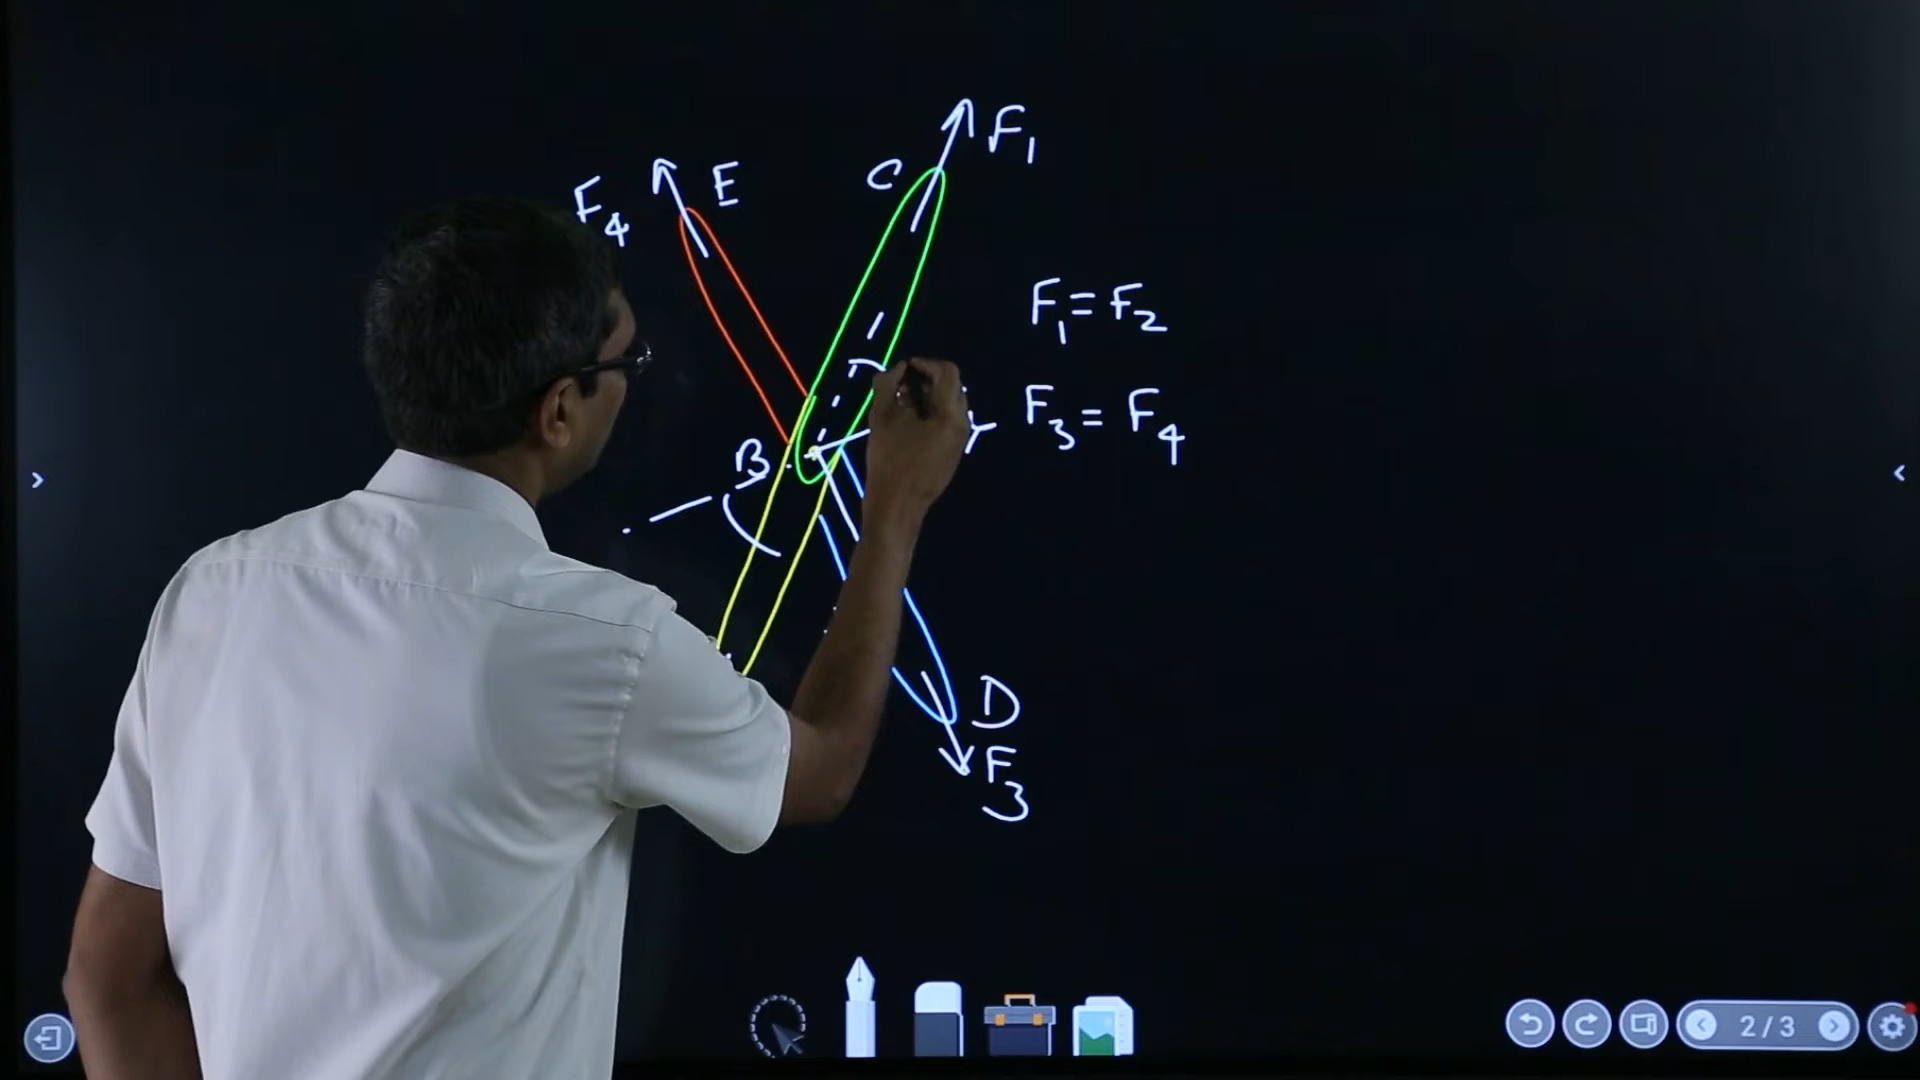 F₁
C
E
F₄
F₁ = F₂
F₃ = F₄
B
D
F₃
2/3